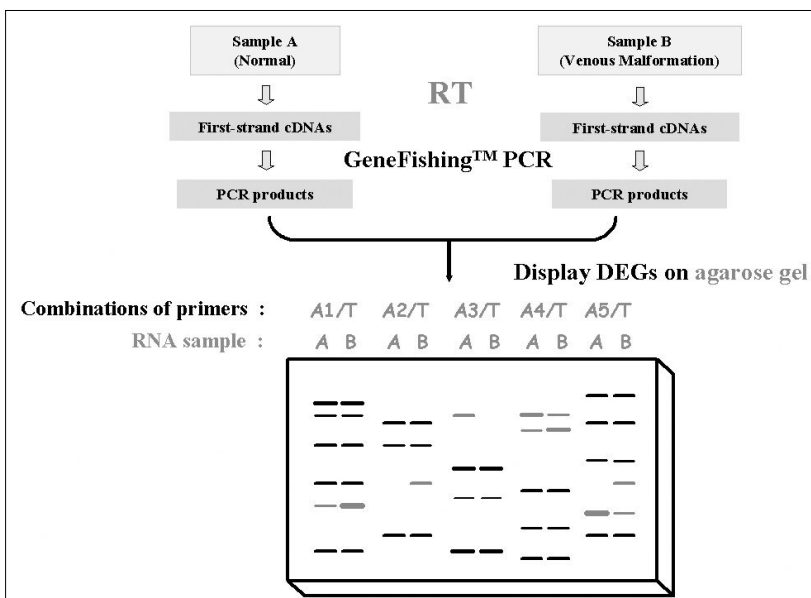 Sample A
(Normal)
Sample B
(Venous Malformation)
RT
First-strand cDNAs
First-strand cDNAs
GeneFishing™ PCR
PCR products
PCR products
Display DEGs on agarose gel
Combinations of primers : A1/T A2/T A3/T A4/T A5/T
RNA sample : A B A B A B A B A B